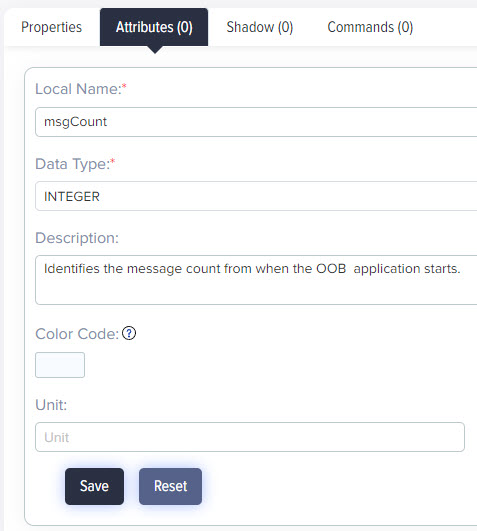 Properties Attributes (0) Shadow (0) Commands (0)
Local Name:*
msgCount
Data Type:*
INTEGER
Description:
Identifies the message count from when the OOB  application starts.
Color Code: ?
Unit:
Unit
Save Reset